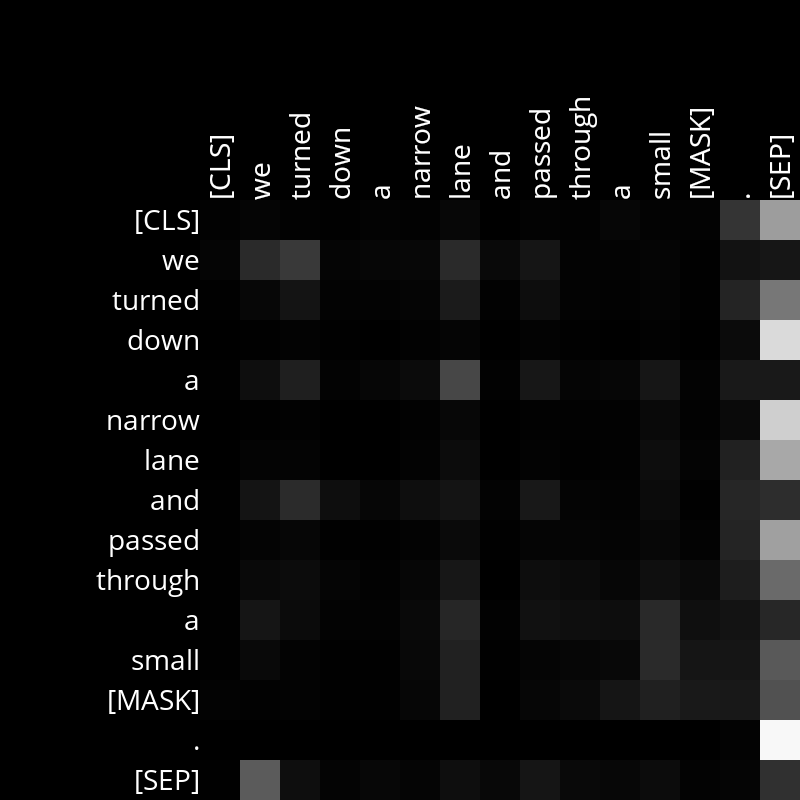 [CLS] we turned down a narrow lane and passed through a small [MASK] . [SEP]
[CLS]
we
turned
down
a
narrow
lane
and
passed
through
a
small
[MASK]
.
[SEP]